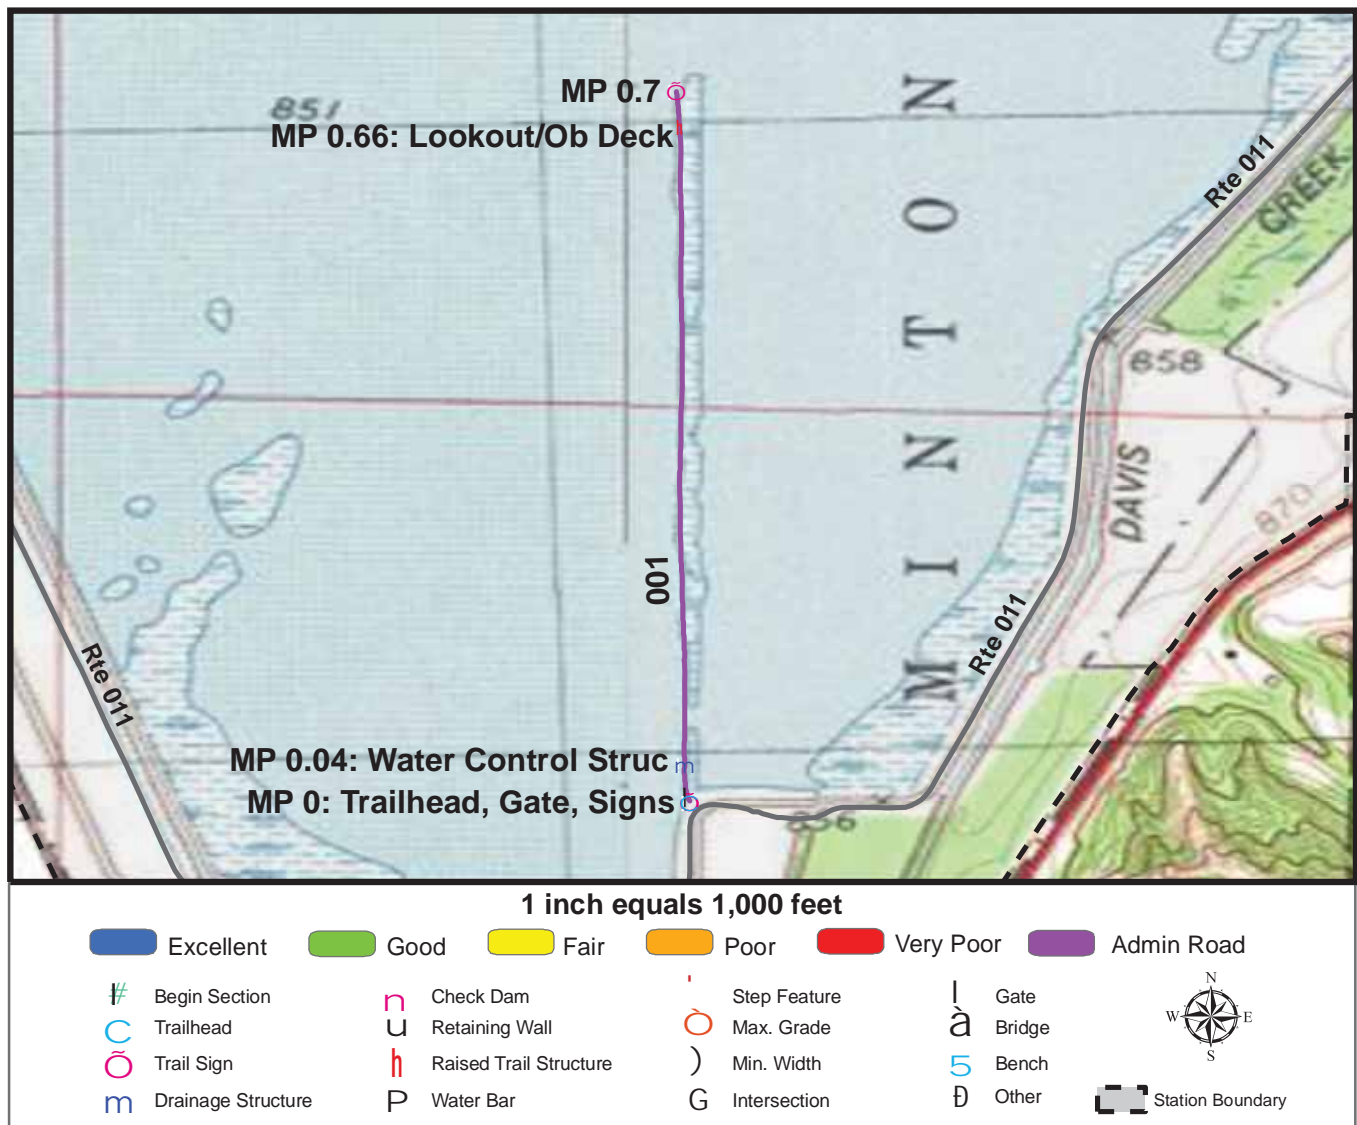 851
MP 0.7
MP 0.66: Lookout/Ob Deck
MINTON
Rte 011
CREEK
858
DAVIS
870
001
Rte 011
Rte 011
MP 0.04: Water Control Struc
m
MP 0: Trailhead, Gate, Signs
1 inch equals 1,000 feet
Excellent
Good
Fair
Poor
Very Poor
Admin Road
# Begin Section
n Check Dam
' Step Feature
l Gate
N
C Trailhead
u Retaining Wall
Ò Max. Grade
à Bridge
W E
Õ Trail Sign
h Raised Trail Structure
) Min. Width
5 Bench
S
m Drainage Structure
P Water Bar
G Intersection
Đ Other
Station Boundary